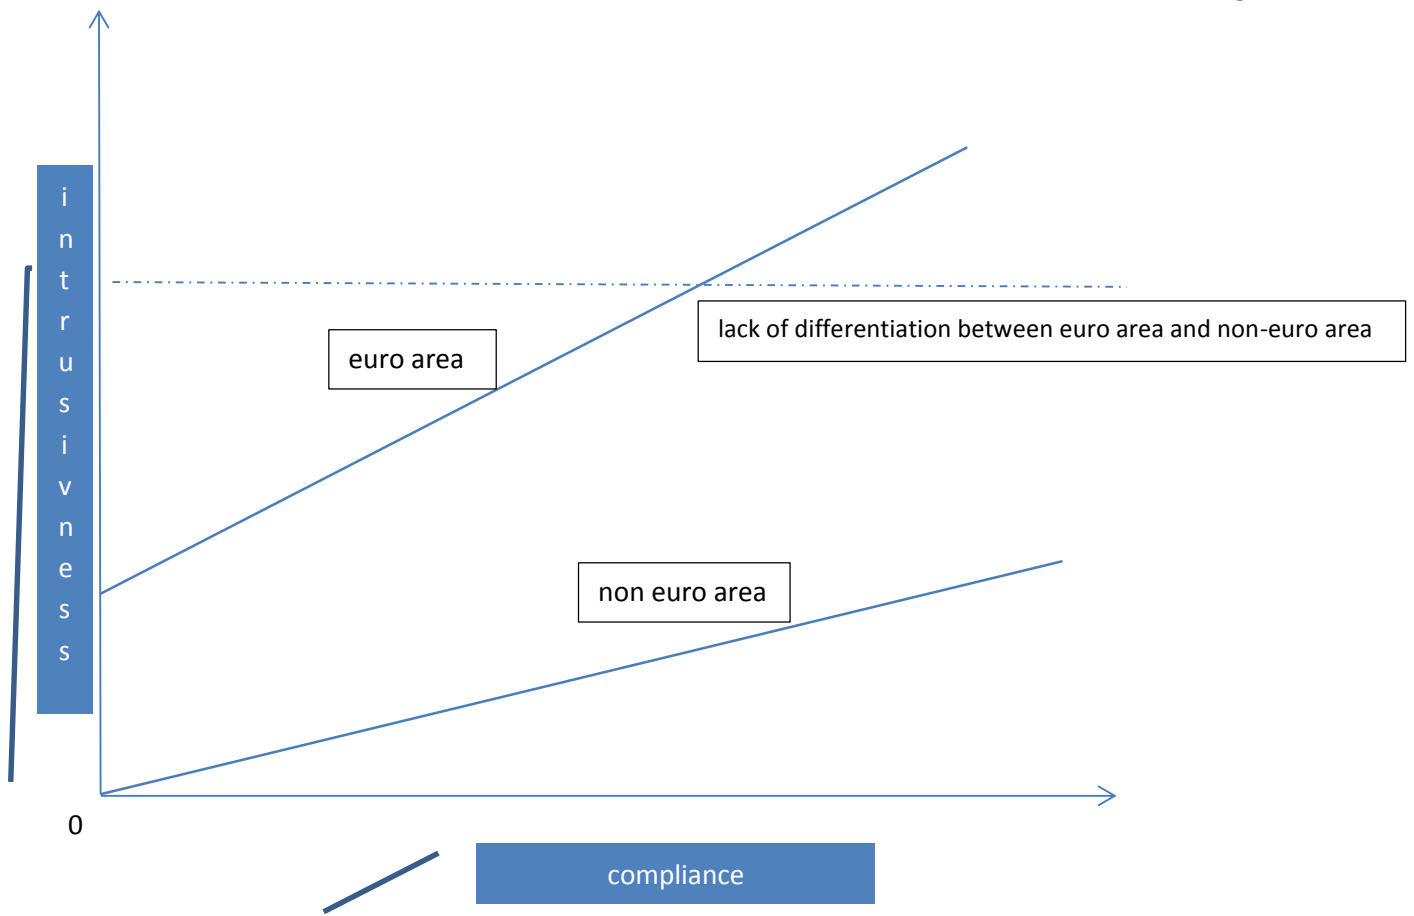 intrusivness
euro area
lack of differentiation between euro area and non-euro area
non euro area
0
compliance